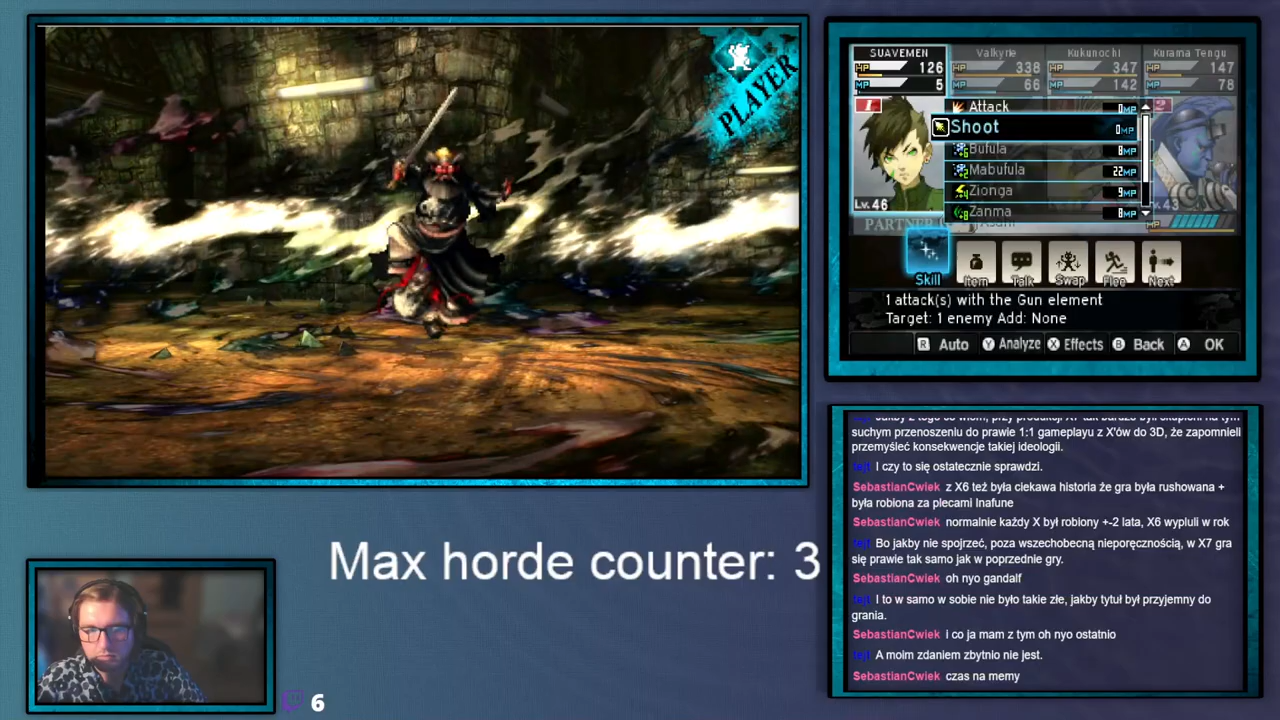 PLAYER
SUAVEMEN
Valkyrie
Kukunochi
Kurama Tengu
HP 126
338
347
147
MP 5
66
142
78
1
2
Attack 0MP
Shoot 0MP
Bufula 8MP
Mabufula 22MP
Zionga 9MP
Zanma 8MP
Lv.46
.43
PARTNER
Skill
Item
Talk
Swap
Flee
Next
1 attack(s) with the Gun element
Target: 1 enemy Add: None
R Auto Y Analyze X Effects B Back A OK
suchym przenoszeniu do prawie 1:1 gameplayu z X'ów do 3D, że zapomnieli
przemyśleć konsekwencje takiej ideologii.
I czy to się ostatecznie sprawdzi.
SebastianCwiek z X6 też była ciekawa historia że gra była rushowana +
była robiona za plecami Inafune
SebastianCwiek normalnie każdy X był robiony +-2 lata, X6 wypluli w rok
Bo jakby nie spojrzeć, poza wszechobecną nieporęcznością, w X7 gra
się prawie tak samo jak w poprzednie gry.
SebastianCwiek oh nyo gandalf
I to w samo w sobie nie było takie złe, jakby tytuł był przyjemny do
grania.
SebastianCwiek i co ja mam z tym oh nyo ostatnio
A moim zdaniem zbytnio nie jest.
SebastianCwiek czas na memy
Max horde counter: 3
6